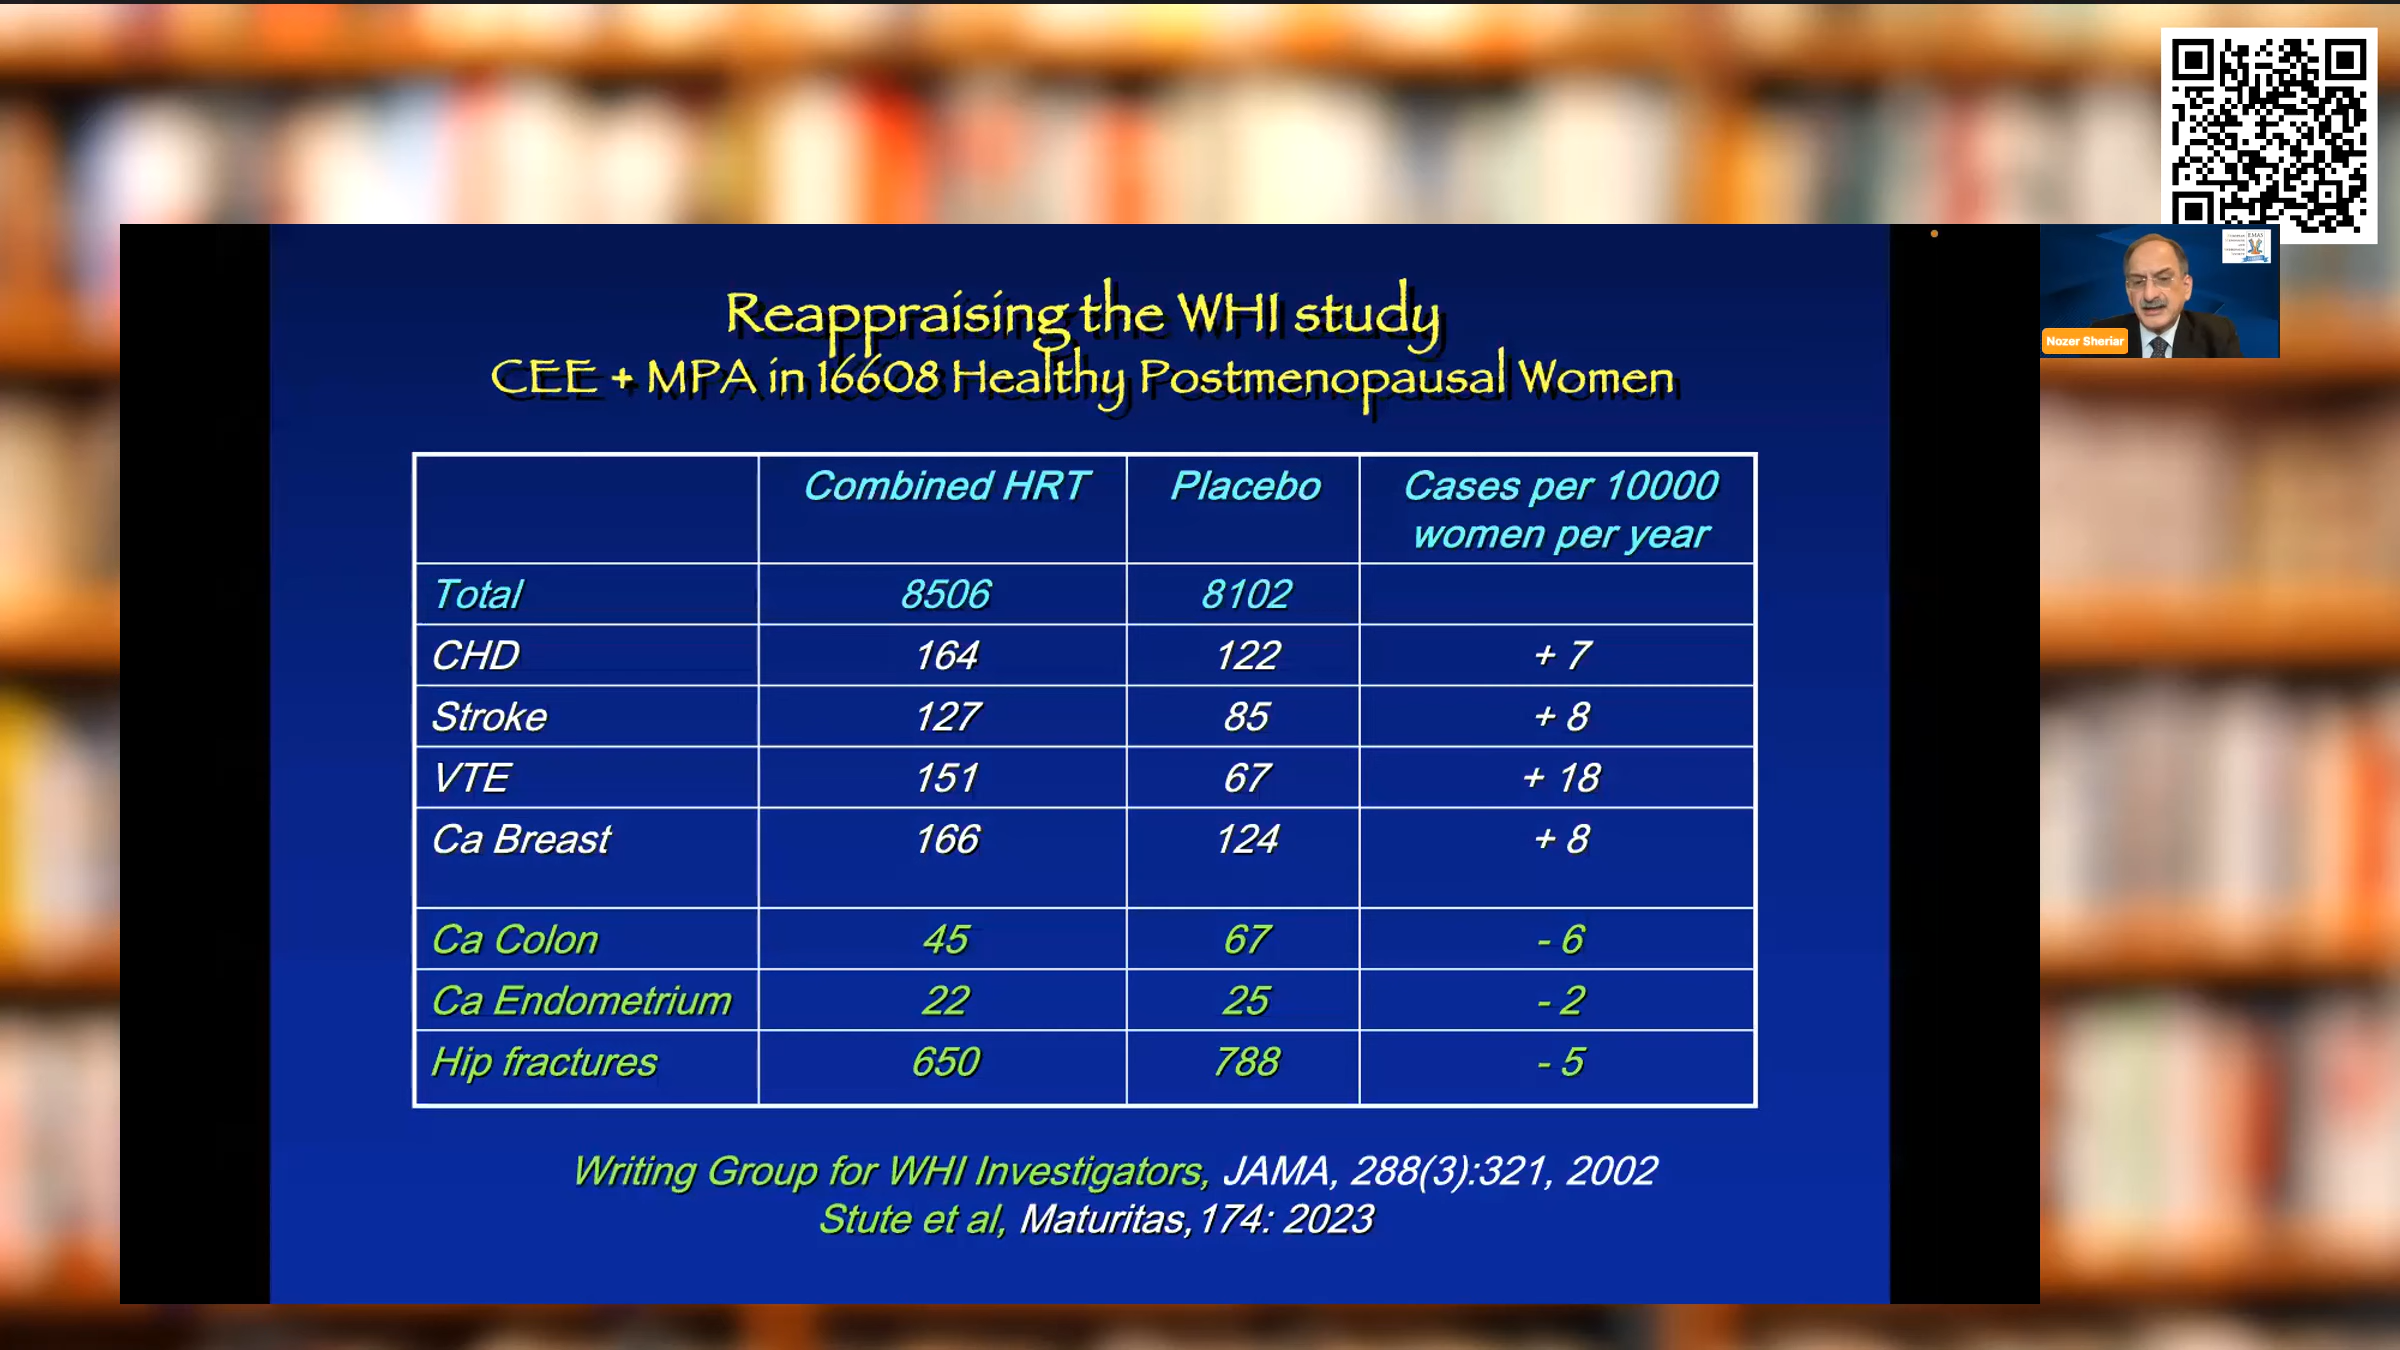 Nozer Sheriar
EMAS
Reappraising the WHI study
CEE + MPA in 16608 Healthy Postmenopausal Women
Combined HRT Placebo Cases per 10000 women per year
Total 8506 8102
CHD 164 122 + 7
Stroke 127 85 + 8
VTE 151 67 + 18
Ca Breast 166 124 + 8
Ca Colon 45 67 - 6
Ca Endometrium 22 25 - 2
Hip fractures 650 788 - 5
Writing Group for WHI Investigators, JAMA, 288(3):321, 2002
Stute et al, Maturitas,174: 2023